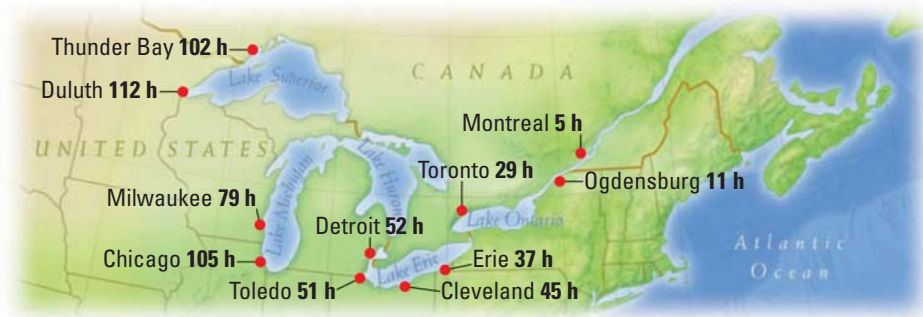 Thunder Bay 102 h
Lake Superior
CANADA
Duluth 112 h
Montreal 5 h
UNITED STATES
Lake Michigan
Lake Huron
Toronto 29 h
Ogdensburg 11 h
Milwaukee 79 h
Detroit 52 h
Lake Ontario
Chicago 105 h
Lake Erie
Erie 37 h
Atlantic
Ocean
Toledo 51 h
Cleveland 45 h